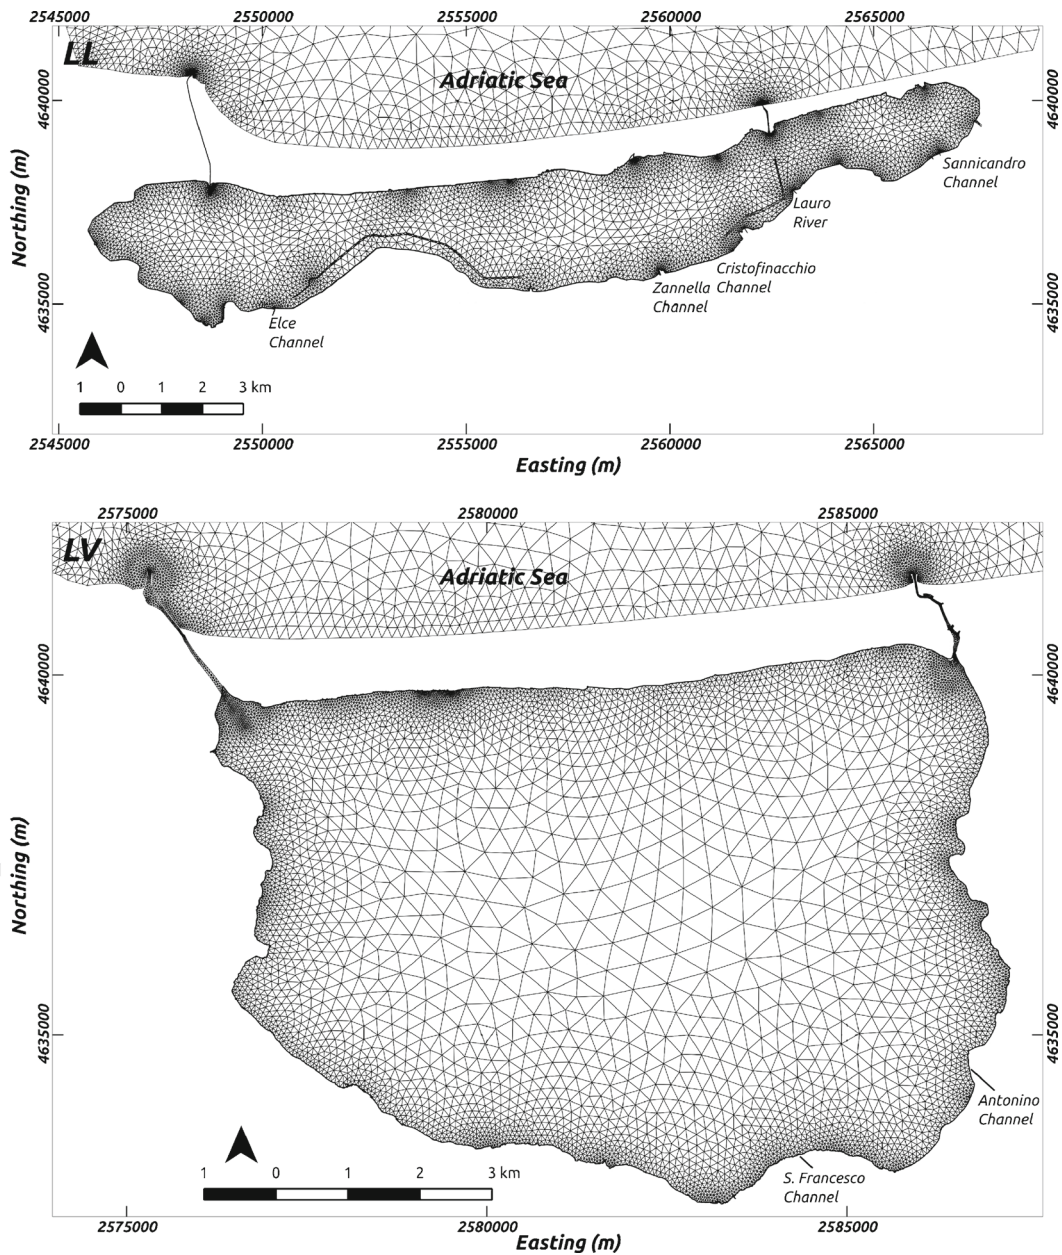 2545000 2550000 2555000 2560000 2565000
LL
Adriatic Sea
4640000 4640000
Northing (m)
Sannicandro
Channel
Lauro
River
Cristofinacchio
Channel
Zannella
Channel
4635000 4635000
Elce
Channel
1 0 1 2 3 km
2545000 2550000 2555000 2560000 2565000
Easting (m)
2575000 2580000 2585000
LV
Adriatic Sea
4640000 4640000
Northing (m)
4635000 4635000
Antonino
Channel
S. Francesco
Channel
1 0 1 2 3 km
2575000 2580000 2585000
Easting (m)